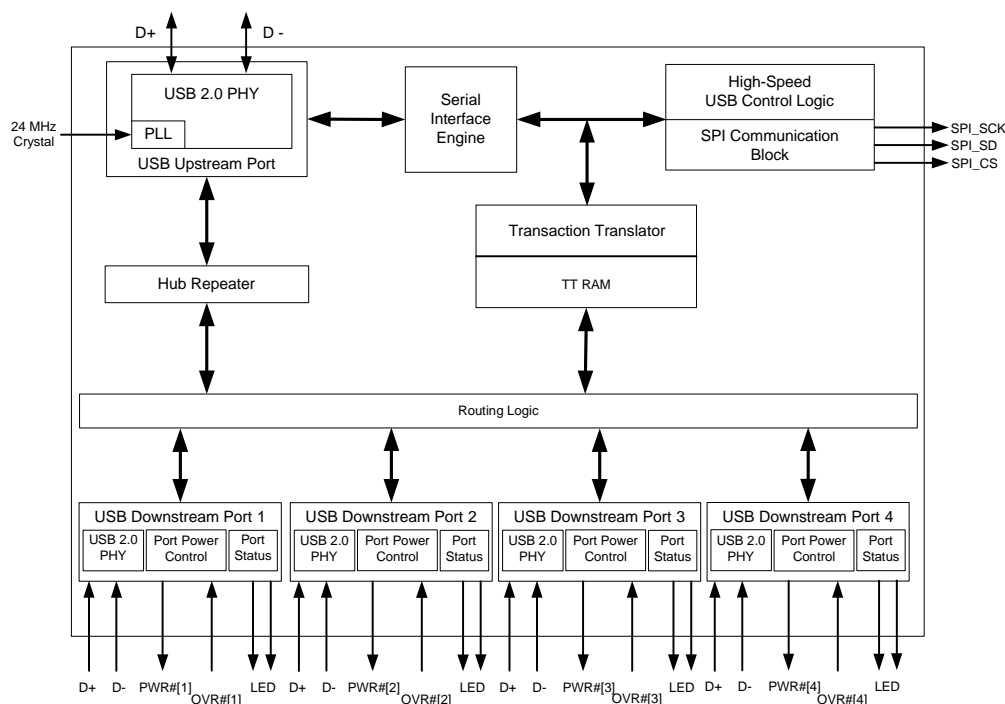 D+
D -
USB 2.0 PHY
PLL
USB Upstream Port
24 MHz
Crystal
Serial
Interface
Engine
High-Speed
USB Control Logic
SPI Communication
Block
SPI_SCK
SPI_SD
SPI_CS
Transaction Translator
TT RAM
Hub Repeater
Routing Logic
USB Downstream Port 1
USB 2.0
PHY
Port Power
Control
Port
Status
USB Downstream Port 2
USB 2.0
PHY
Port Power
Control
Port
Status
USB Downstream Port 3
USB 2.0
PHY
Port Power
Control
Port
Status
USB Downstream Port 4
USB 2.0
PHY
Port Power
Control
Port
Status
D+
D-
PWR#[1]
OVR#[1]
LED
D+
D-
PWR#[2]
OVR#[2]
LED
D+
D-
PWR#[3]
OVR#[3]
LED
D+
D-
PWR#[4]
OVR#[4]
LED